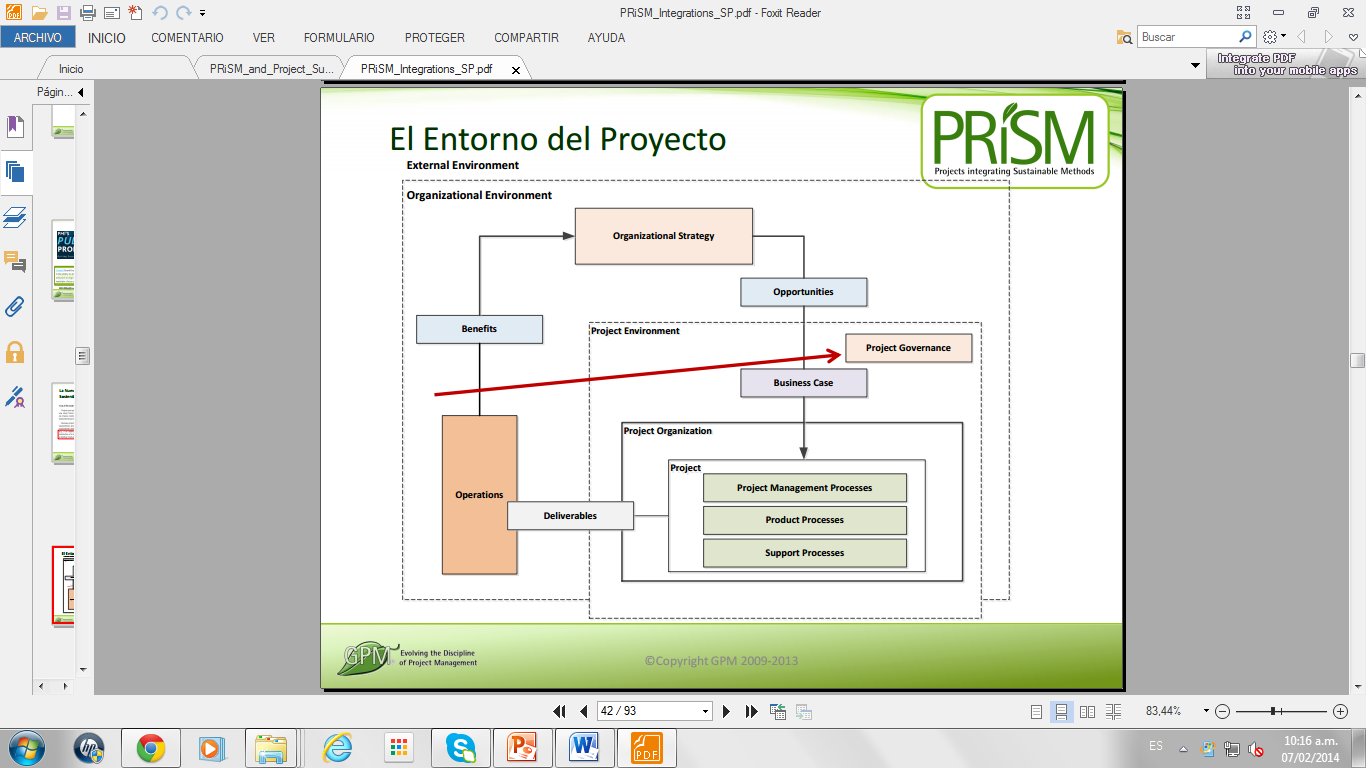 PRiSM_Integrations_SP.pdf - Foxit Reader
ARCHIVO INICIO COMENTARIO VER FORMULARIO PROTEGER COMPARTIR AYUDA
Buscar
Inicio PRiSM_and_Project_Su... PRiSM_Integrations_SP.pdf
Integrate PDF
into your mobile apps
Págin...
El Entorno del Proyecto
PRiSM
Projects integrating Sustainable Methods
External Environment
Organizational Environment
Organizational Strategy
Opportunities
Benefits
Project Environment
Project Governance
Business Case
Project Organization
Project
Project Management Processes
Operations
Deliverables
Product Processes
Support Processes
GPM
Evolving the Discipline
of Project Management
©Copyright GPM 2009-2013
42 / 93
83,44%
hp
PDF
ES
10:16 a.m.
07/02/2014